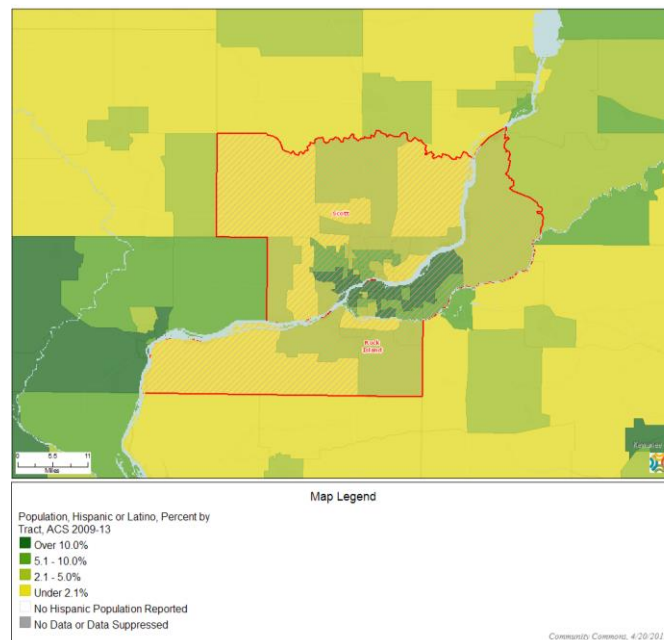 Scott
Rock
Island
0 5.5 11
Miles
Map Legend
Population, Hispanic or Latino, Percent by
Tract, ACS 2009-13
Over 10.0%
5.1 - 10.0%
2.1 - 5.0%
Under 2.1%
No Hispanic Population Reported
No Data or Data Suppressed
Community Commons, 4/20/201